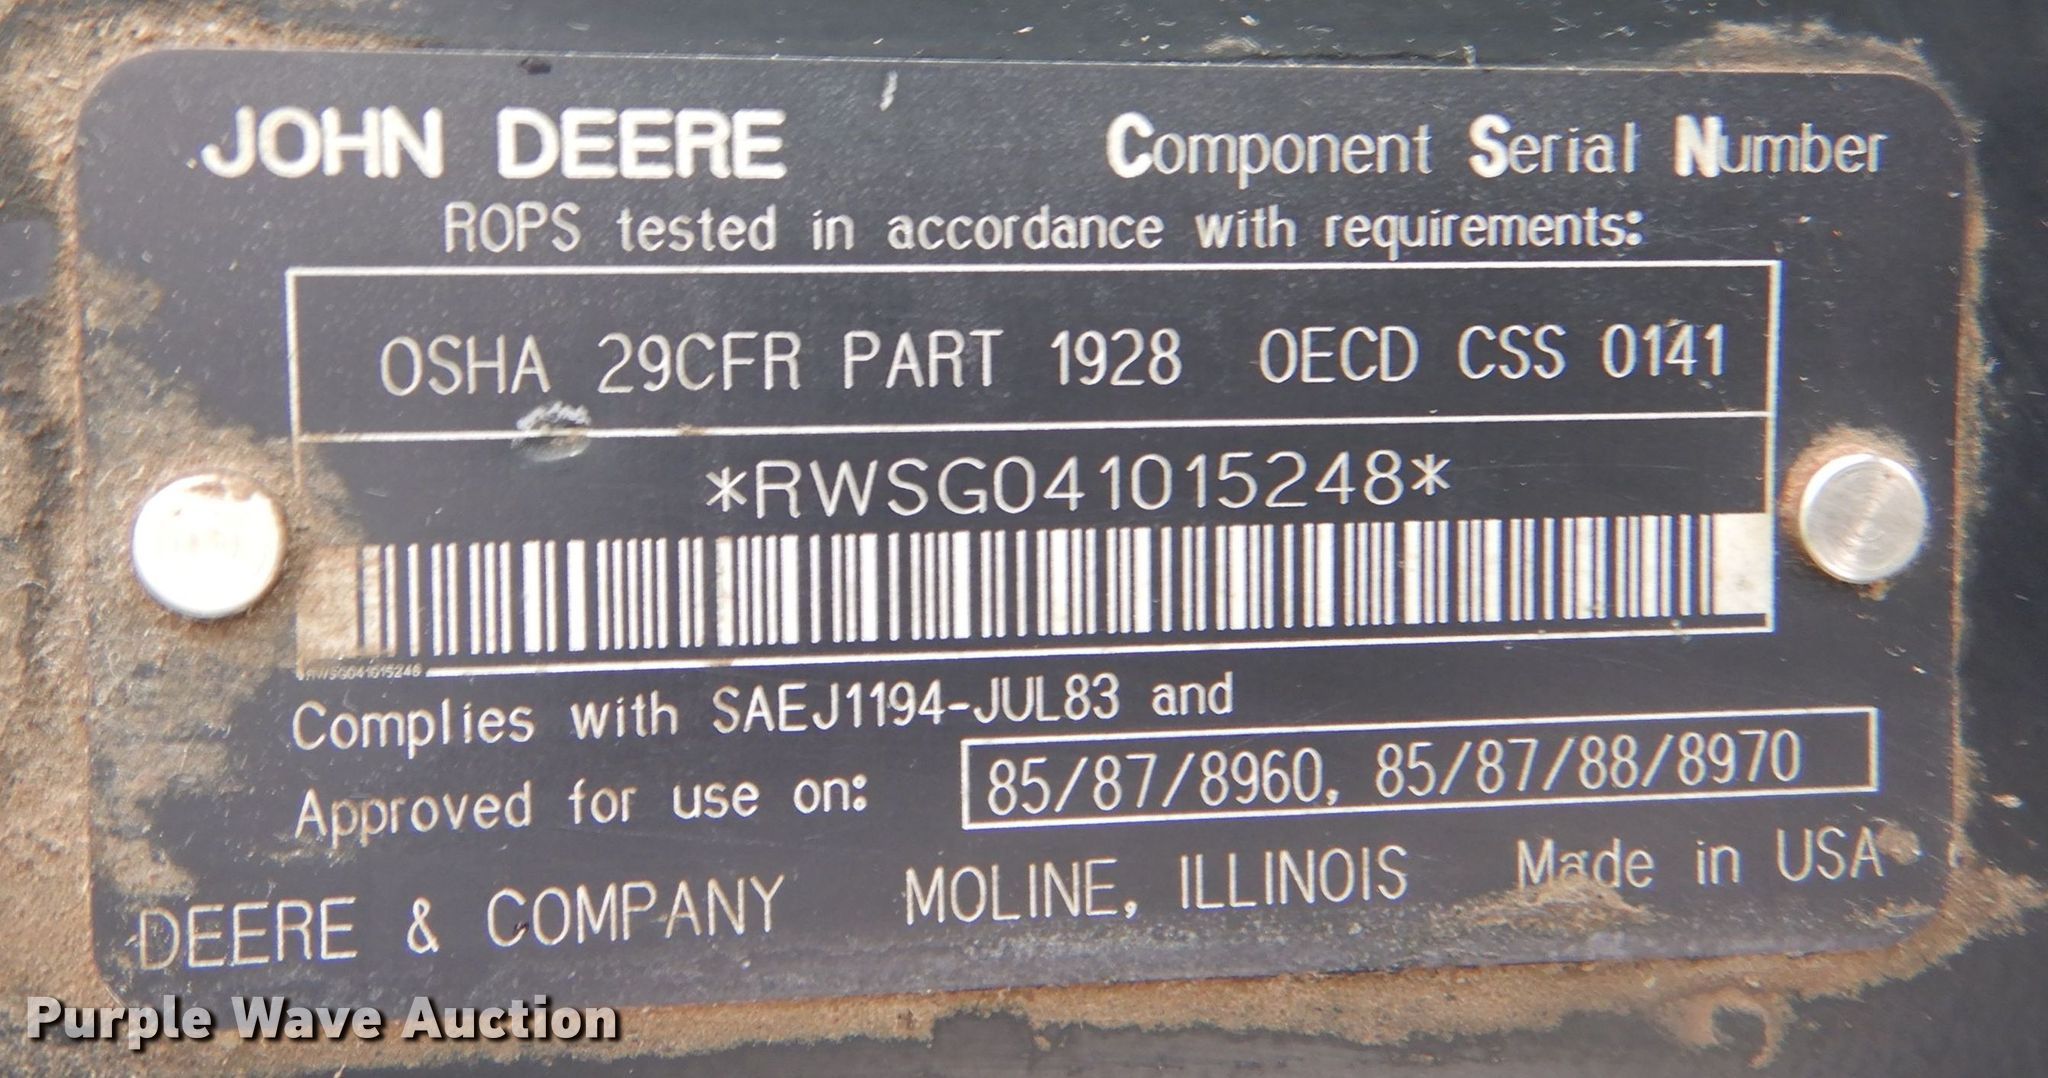 JOHN DEERE Component Serial Number
ROPS tested in accordance with requirements:
OSHA 29CFR PART 1928 OECD CSS 0141
*RWSG041015248*
RWSG041015248
Complies with SAEJ1194-JUL83 and
Approved for use on: 85/87/8960, 85/87/88/8970
DEERE & COMPANY MOLINE, ILLINOIS Made in USA
Purple Wave Auction